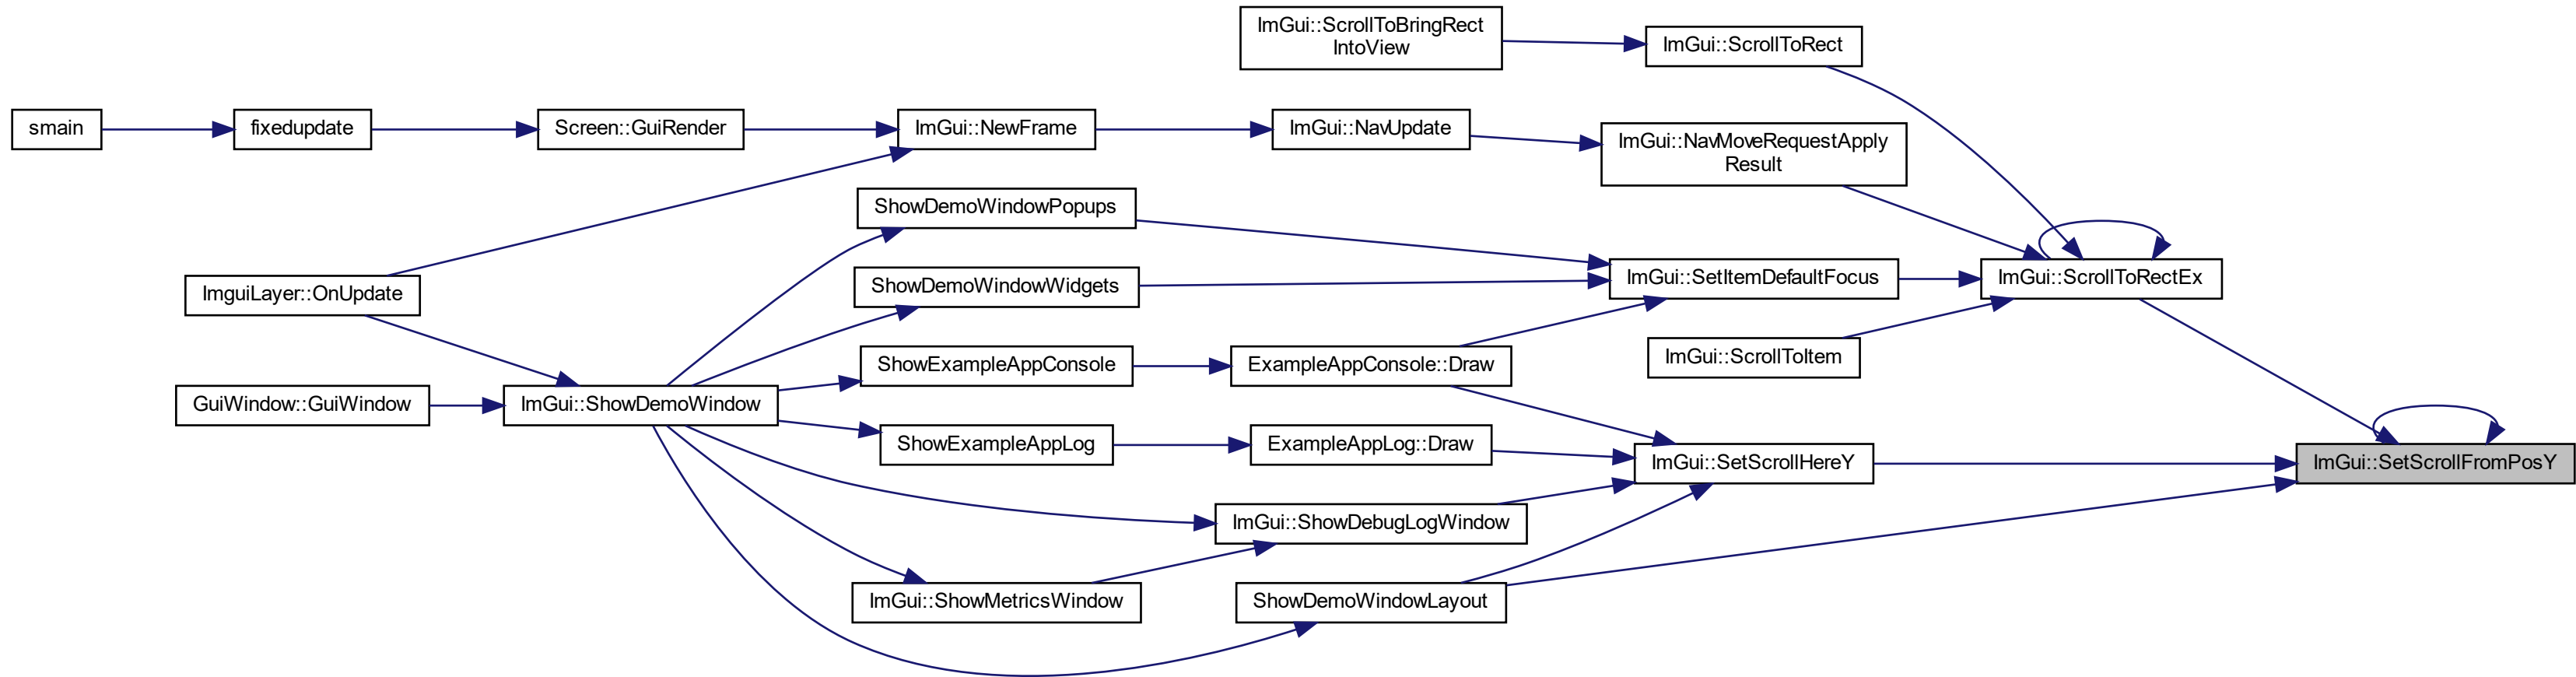 ImGui::ScrollToBringRect
IntoView
ImGui::ScrollToRect
smain
fixedupdate
Screen::GuiRender
ImGui::NewFrame
ImGui::NavUpdate
ImGui::NavMoveRequestApply
Result
ShowDemoWindowPopups
ImguiLayer::OnUpdate
ShowDemoWindowWidgets
ImGui::SetItemDefaultFocus
ImGui::ScrollToRectEx
ShowExampleAppConsole
ExampleAppConsole::Draw
ImGui::ScrollToItem
GuiWindow::GuiWindow
ImGui::ShowDemoWindow
ShowExampleAppLog
ExampleAppLog::Draw
ImGui::SetScrollHereY
ImGui::SetScrollFromPosY
ImGui::ShowDebugLogWindow
ImGui::ShowMetricsWindow
ShowDemoWindowLayout